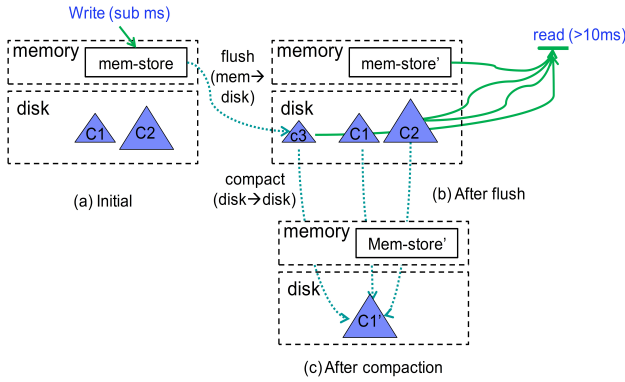 Write (sub ms)
memory
mem-store
disk
C1
C2
(a) Initial
flush
(mem→
disk)
memory
mem-store’
disk
c3
C1
C2
read (>10ms)
(b) After flush
compact
(disk→disk)
memory
Mem-store’
disk
C1’
(c) After compaction